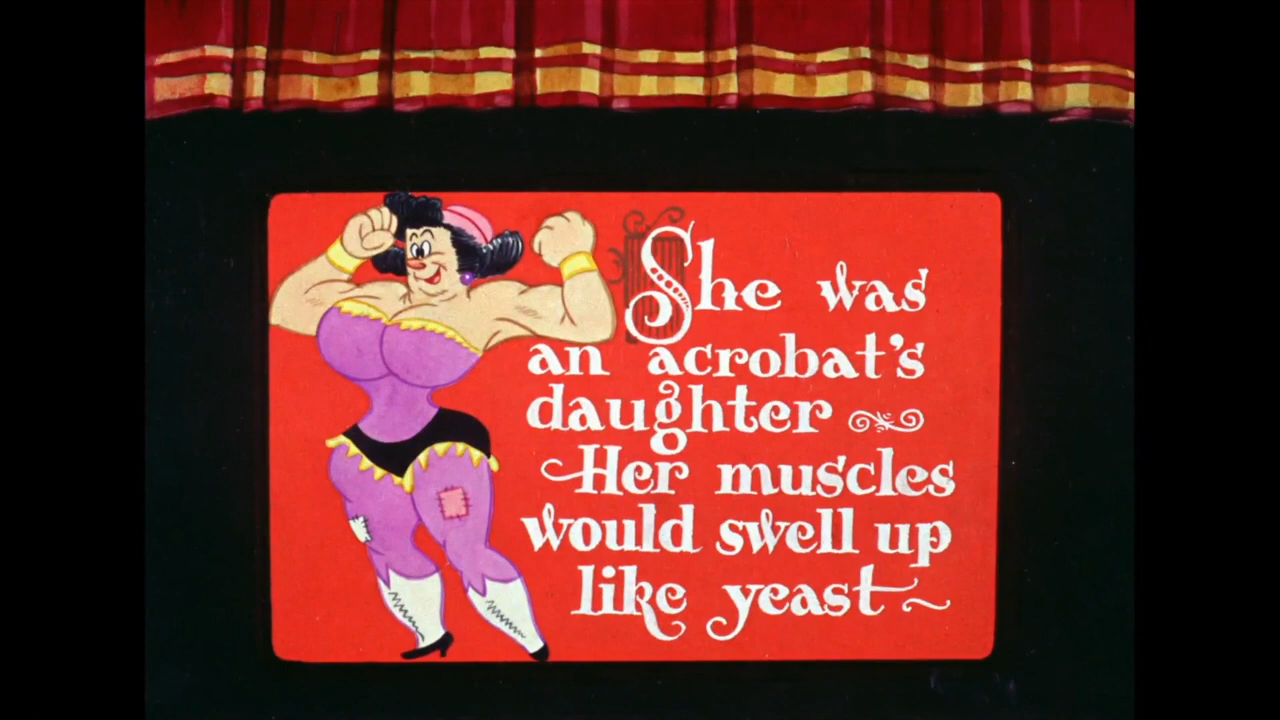 She was
an acrobat's
daughter
Her muscles
would swell up
like yeast